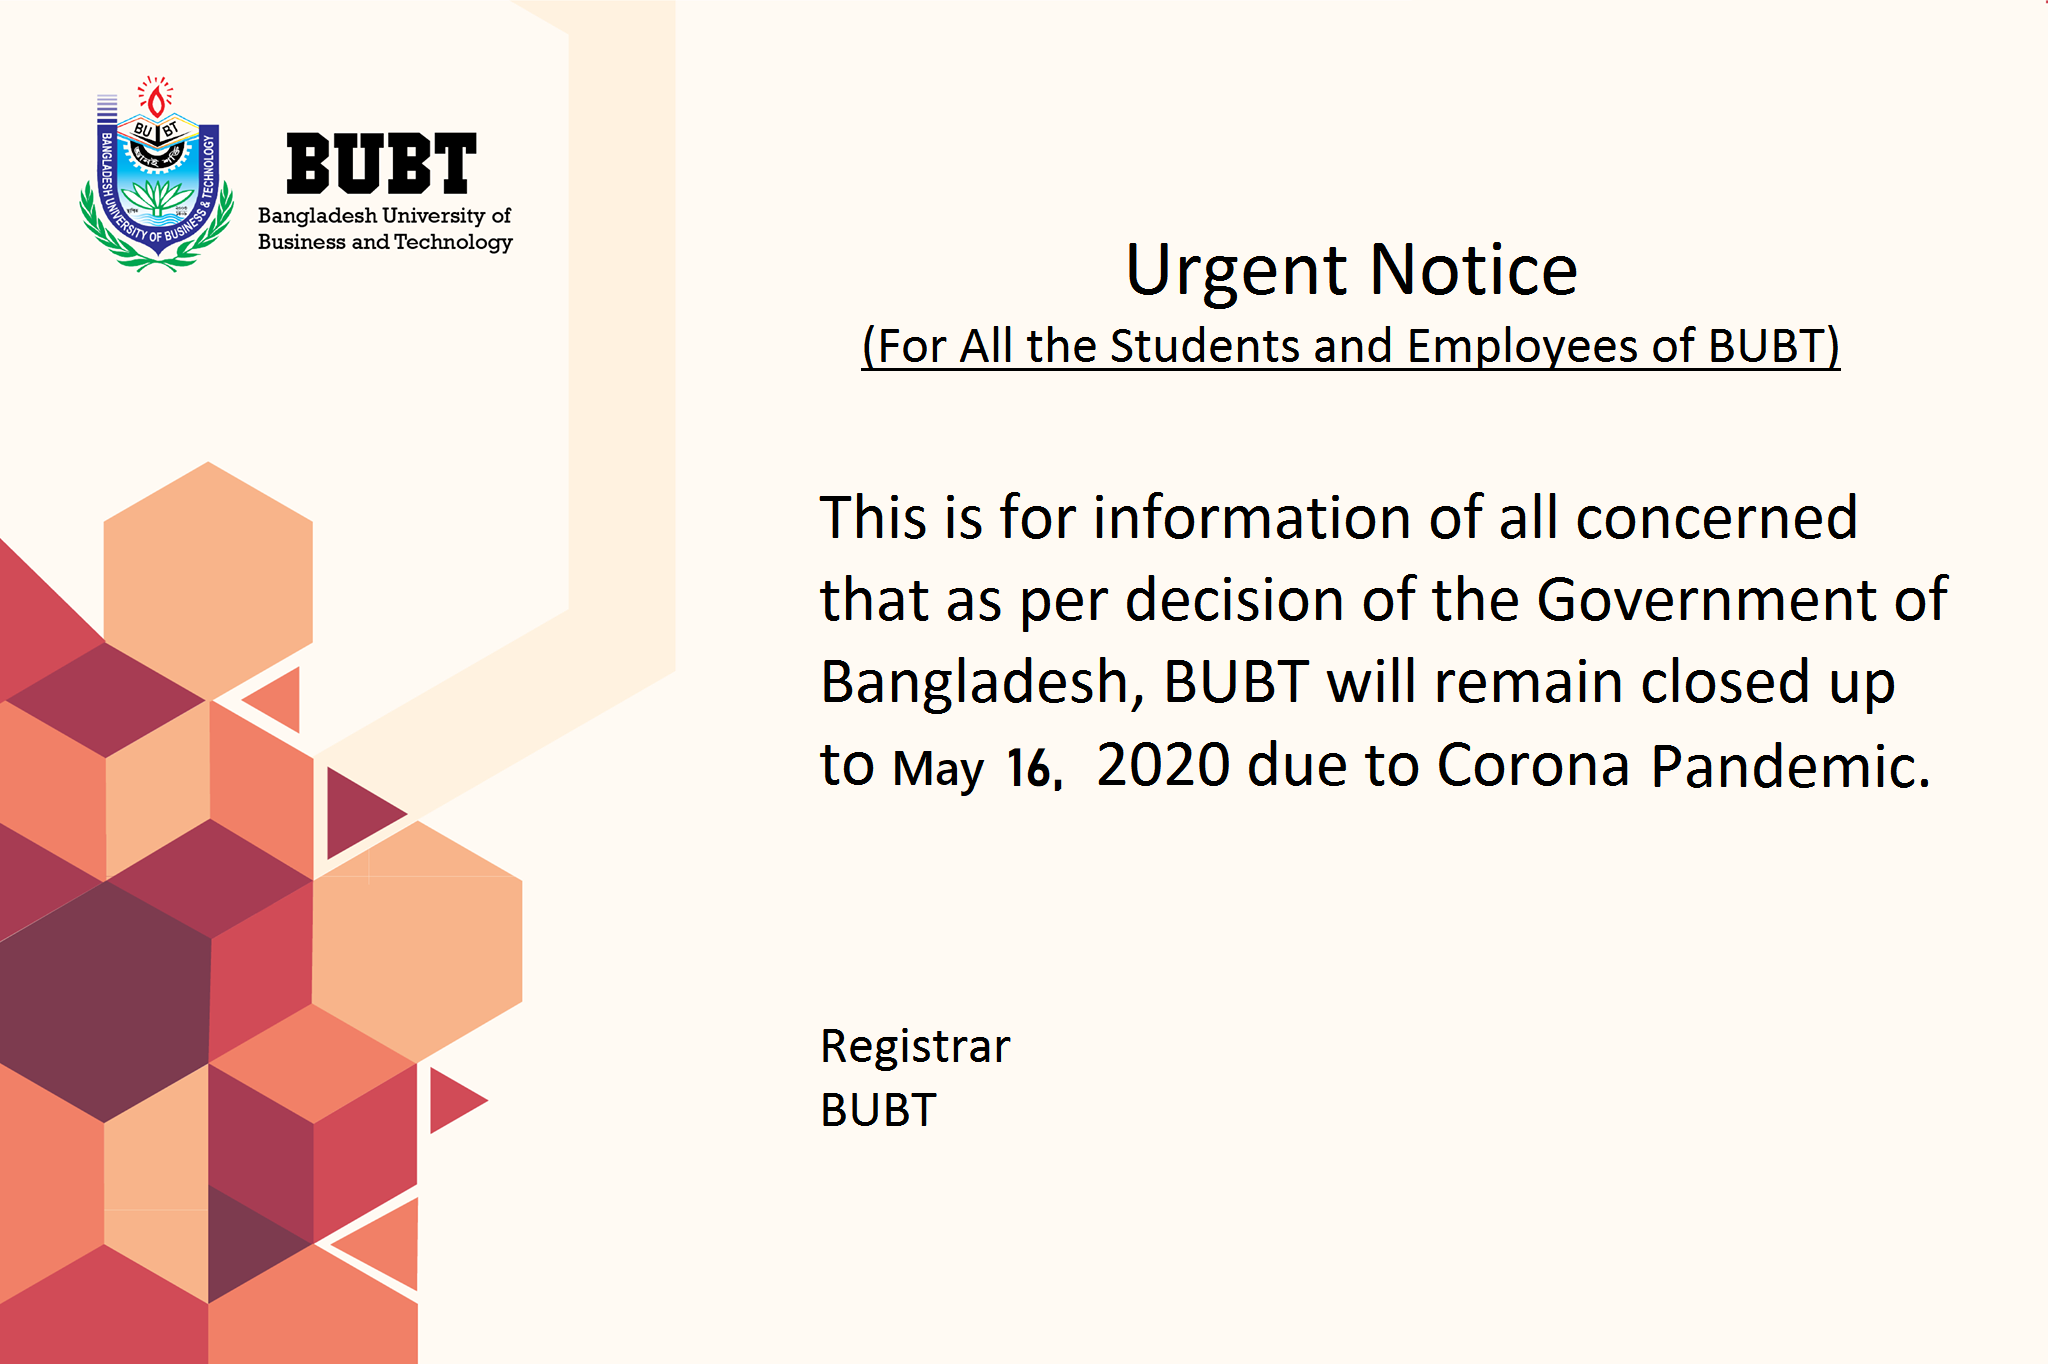 BU BT
জ্ঞানই শক্তি
BANGLADESH UNIVERSITY OF BUSINESS & TECHNOLOGY
BUBT
Bangladesh University of
Business and Technology
Urgent Notice
(For All the Students and Employees of BUBT)
This is for information of all concerned
that as per decision of the Government of
Bangladesh, BUBT will remain closed up
to May 16, 2020 due to Corona Pandemic.
Registrar
BUBT